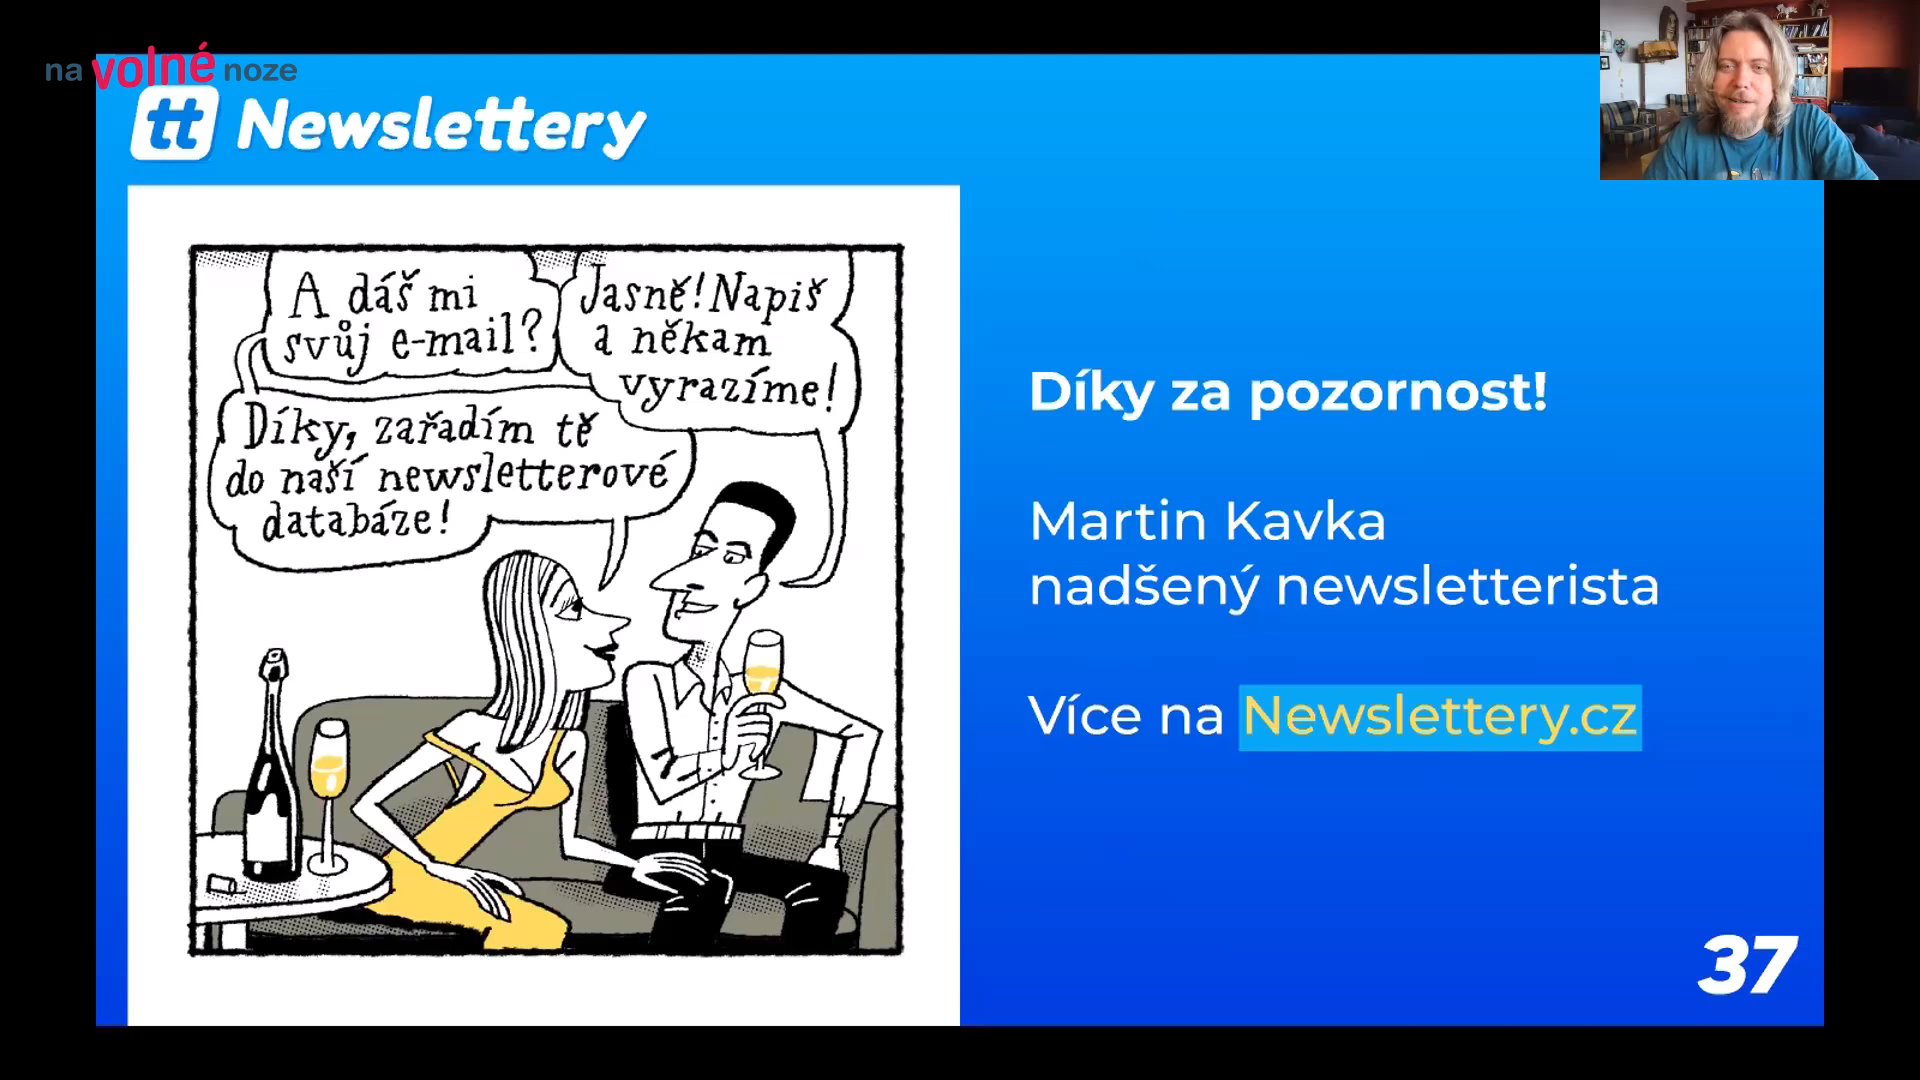 na volné noze
tt Newslettery
A dáš mi
svůj e-mail?
Jasně! Napiš
a někam
vyrazíme!
Díky, zařadím tě
do naší newsletterové
databáze!
Díky za pozornost!
Martin Kavka
nadšený newsletterista
Více na Newslettery.cz
37